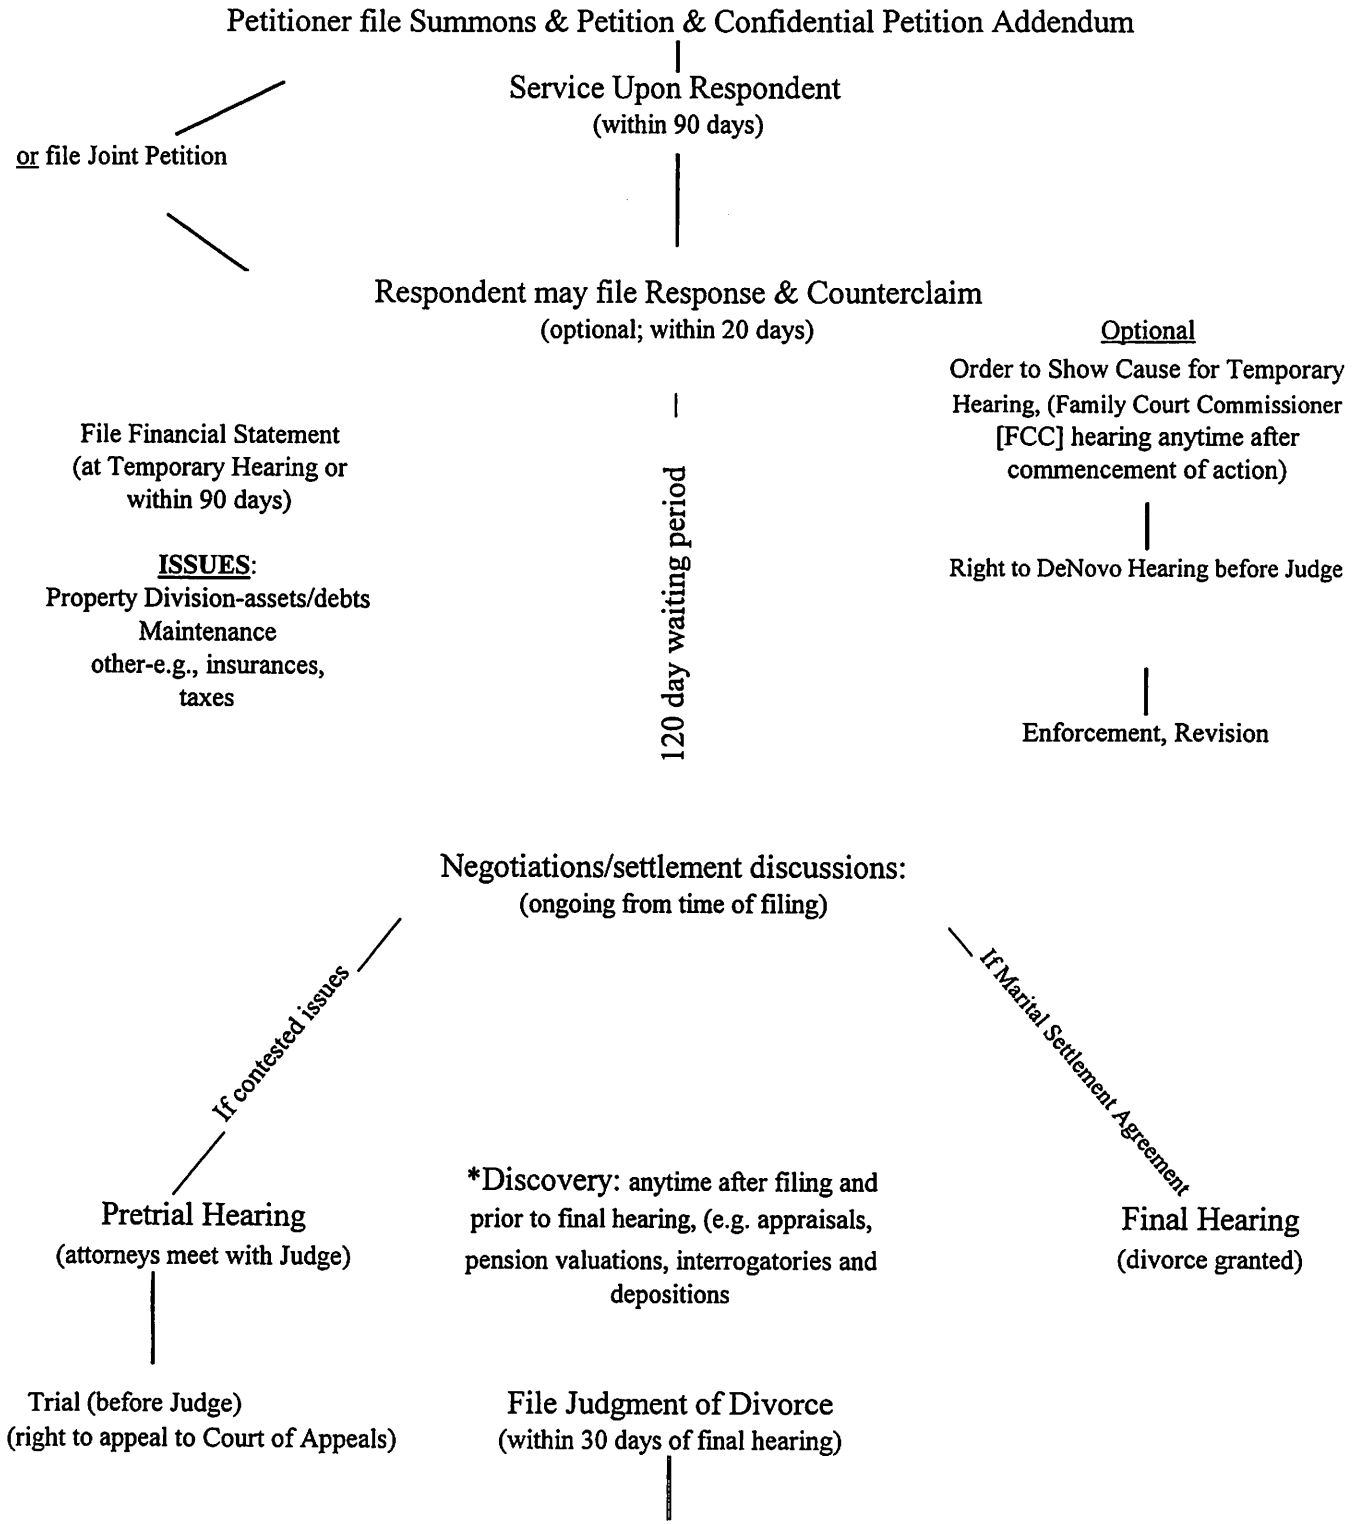 Petitioner file Summons & Petition & Confidential Petition Addendum
Service Upon Respondent
(within 90 days)
or file Joint Petition
Respondent may file Response & Counterclaim
(optional; within 20 days)
Optional
Order to Show Cause for Temporary
Hearing, (Family Court Commissioner
[FCC] hearing anytime after
commencement of action)
File Financial Statement
(at Temporary Hearing or
within 90 days)
120 day waiting period
ISSUES:
Property Division-assets/debts
Maintenance
other-e.g., insurances,
taxes
Right to DeNovo Hearing before Judge
Enforcement, Revision
Negotiations/settlement discussions:
(ongoing from time of filing)
If contested issues
If Marital Settlement Agreement
Pretrial Hearing
(attorneys meet with Judge)
*Discovery: anytime after filing and
prior to final hearing, (e.g. appraisals,
pension valuations, interrogatories and
depositions
Final Hearing
(divorce granted)
Trial (before Judge)
(right to appeal to Court of Appeals)
File Judgment of Divorce
(within 30 days of final hearing)